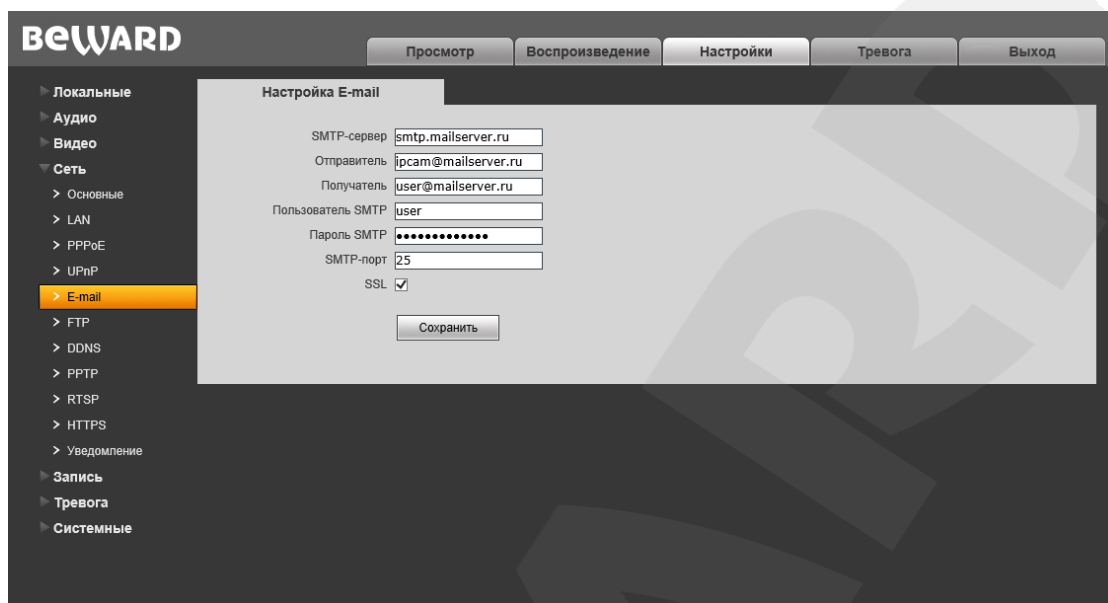 BEWARD
Просмотр
Воспроизведение
Настройки
Тревога
Выход
Локальные
Аудио
Видео
Сеть
> Основные
> LAN
> PPPoE
> UPnP
> E-mail
> FTP
> DDNS
> PPTP
> RTSP
> HTTPS
> Уведомление
Запись
Тревога
Системные
Настройка E-mail
SMTP-сервер smtp.mailserver.ru
Отправитель ipcam@mailserver.ru
Получатель user@mailserver.ru
Пользователь SMTP user
Пароль SMTP •••••••••••••
SMTP-порт 25
SSL
Сохранить